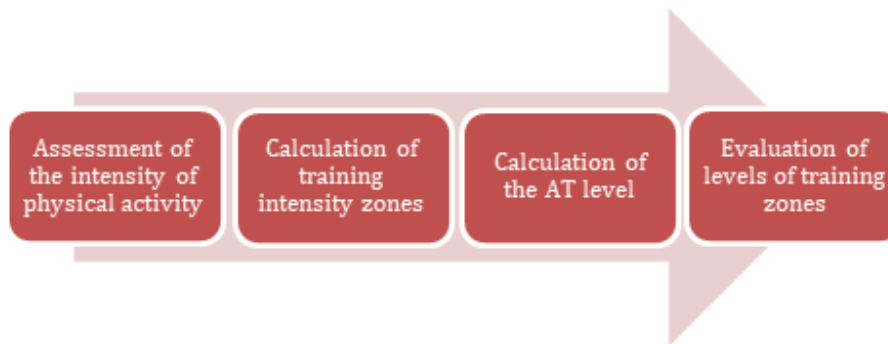 Assessment of
the intensity of
physical activity
Calculation of
training
intensity zones
Calculation of
the AT level
Evaluation of
levels of training
zones